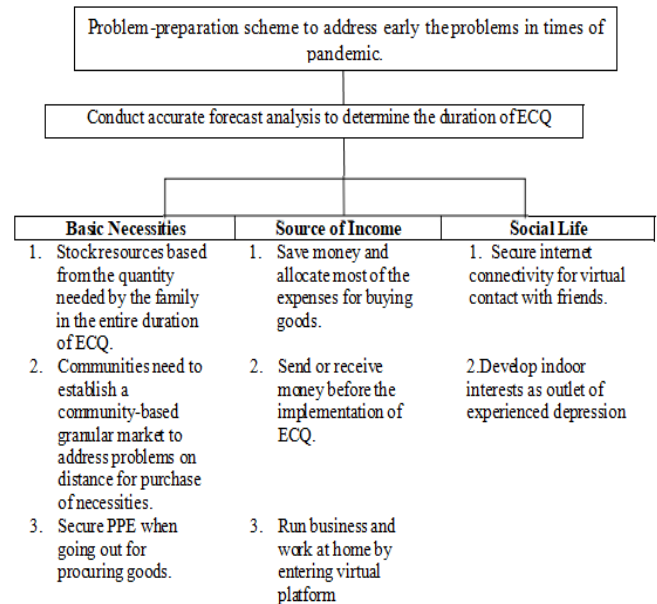 Problem-preparation scheme to address early the problems in times of
pandemic.
Conduct accurate forecast analysis to determine the duration of ECQ
Basic Necessities
1. Stock resources based
from the quantity
needed by the family
in the entire duration
of ECQ.
2. Communities need to
establish a
community-based
granular market to
address problems on
distance for purchase
of necessities.
3. Secure PPE when
going out for
procuring goods.
Source of Income
1. Save money and
allocate most of the
expenses for buying
goods.
2. Send or receive
money before the
implementation of
ECQ.
3. Run business and
work at home by
entering virtual
platform
Social Life
1. Secure internet
connectivity for virtual
contact with friends.
2.Develop indoor
interests as outlet of
experienced depression